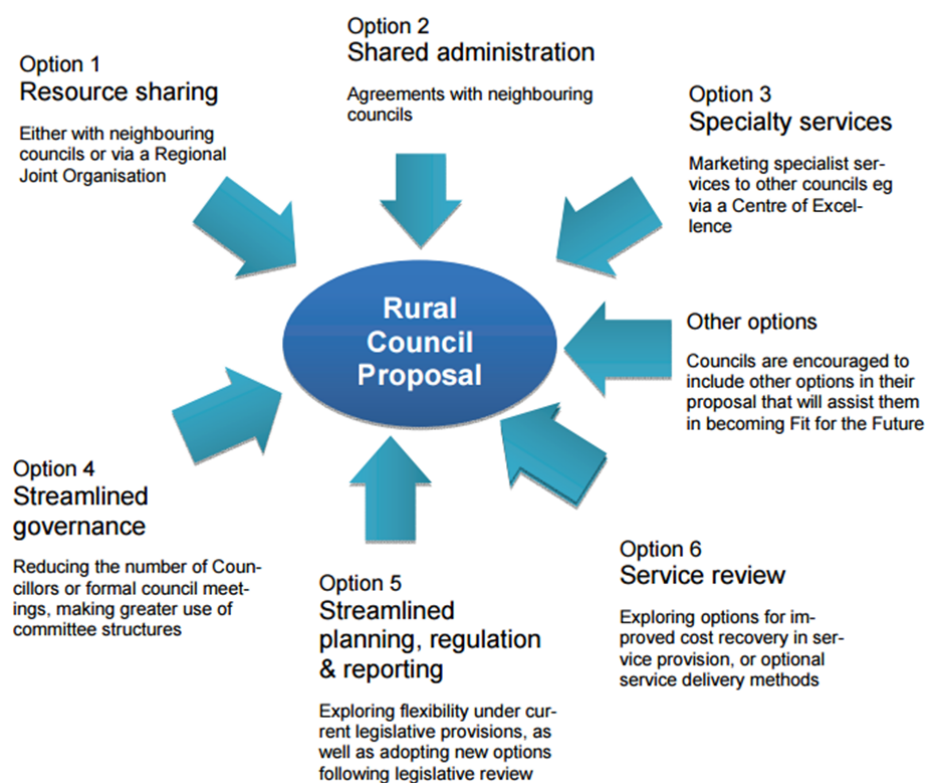 Option 1
Resource sharing
Either with neighbouring
councils or via a Regional
Joint Organisation
Option 2
Shared administration
Agreements with neighbouring
councils
Option 3
Specialty services
Marketing specialist ser-
vices to other councils eg
via a Centre of Excel-
lence
Rural
Council
Proposal
Other options
Councils are encouraged to
include other options in their
proposal that will assist them
in becoming Fit for the Future
Option 4
Streamlined
governance
Reducing the number of Coun-
cillors or formal council meet-
ings, making greater use of
committee structures
Option 5
Streamlined
planning, regulation
& reporting
Exploring flexibility under cur-
rent legislative provisions, as
well as adopting new options
following legislative review
Option 6
Service review
Exploring options for im-
proved cost recovery in ser-
vice provision, or optional
service delivery methods